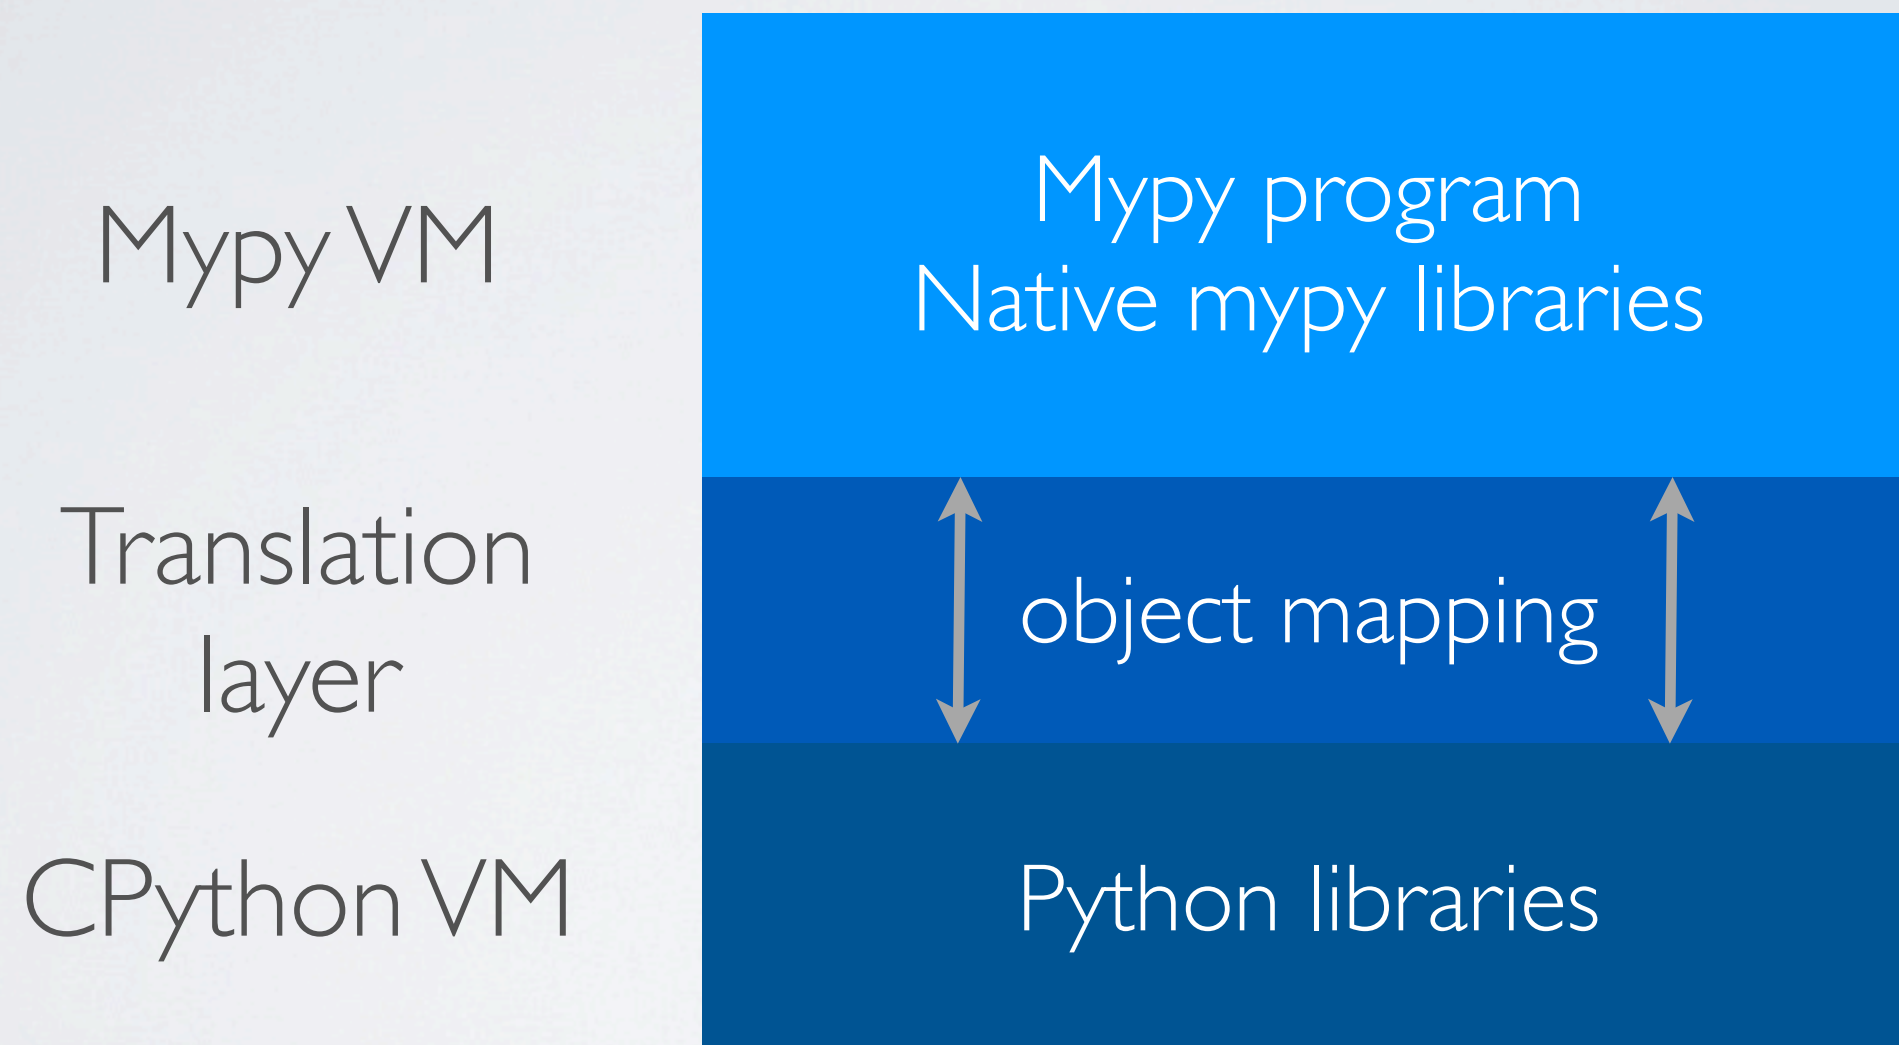 Mypy VM
Mypy program
Native mypy libraries
Translation
layer
object mapping
CPython VM
Python libraries